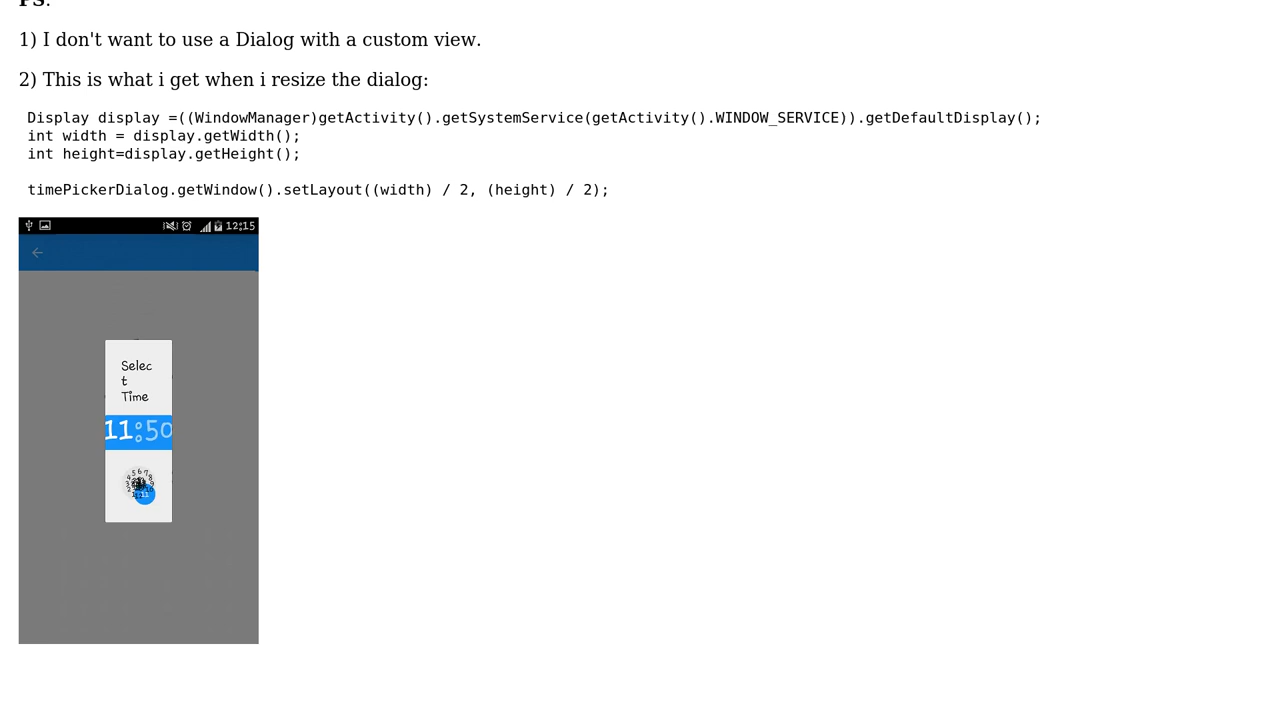 PS:
1) I don't want to use a Dialog with a custom view.
2) This is what i get when i resize the dialog:
Display display =((WindowManager)getActivity().getSystemService(getActivity().WINDOW_SERVICE)).getDefaultDisplay();
int width = display.getWidth();
int height=display.getHeight();
timePickerDialog.getWindow().setLayout((width) / 2, (height) / 2);
12:15
Selec
t
Time
11:50